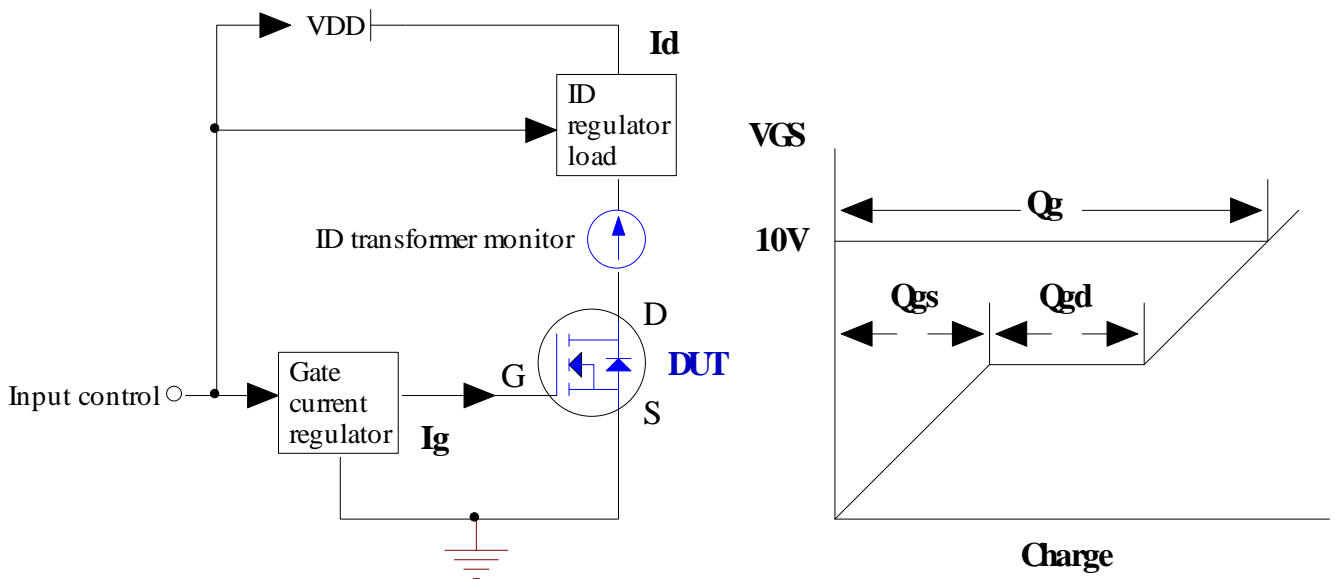 VDD
Id
ID
regulator
load
ID transformer monitor
D
DUT
G
S
Input control
Gate
current
regulator
Ig
VGS
Qg
10V
Qgs
Qgd
Charge